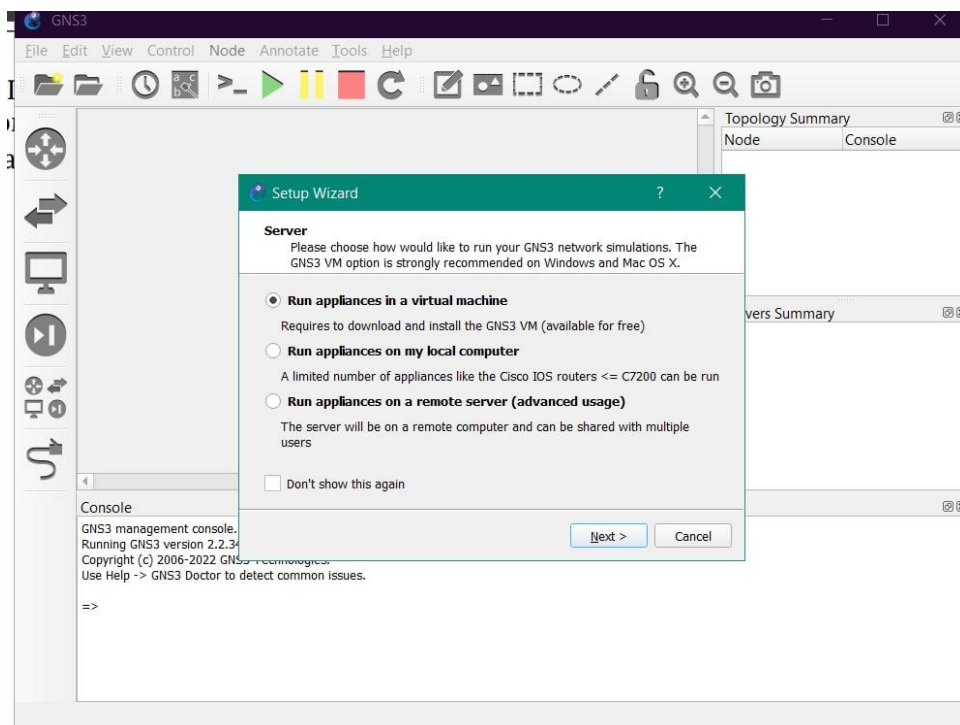 GNS3
File Edit View Control Node Annotate Tools Help
Topology Summary
Node Console
Setup Wizard ? ×
Server
Please choose how would like to run your GNS3 network simulations. The
GNS3 VM option is strongly recommended on Windows and Mac OS X.
Run appliances in a virtual machine
Requires to download and install the GNS3 VM (available for free)
Run appliances on my local computer
A limited number of appliances like the Cisco IOS routers <= C7200 can be run
Run appliances on a remote server (advanced usage)
The server will be on a remote computer and can be shared with multiple
users
Don't show this again
Next > Cancel
vers Summary
Console
GNS3 management console.
Running GNS3 version 2.2.34
Copyright (c) 2006-2022 GNS3 Technologies.
Use Help -> GNS3 Doctor to detect common issues.
=>